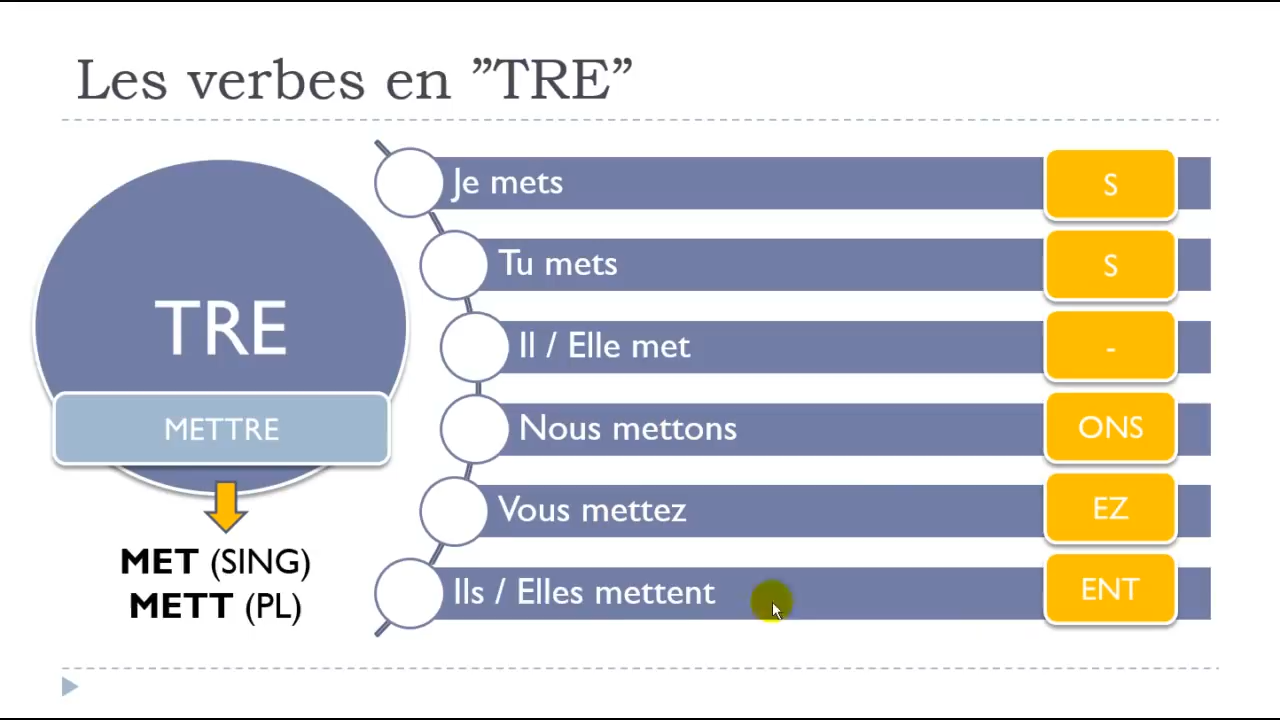 Les verbes en ”TRE”
TRE
METTRE
MET (SING)
METT (PL)
Je mets
S
Tu mets
S
Il / Elle met
-
Nous mettons
ONS
Vous mettez
EZ
Ils / Elles mettent
ENT